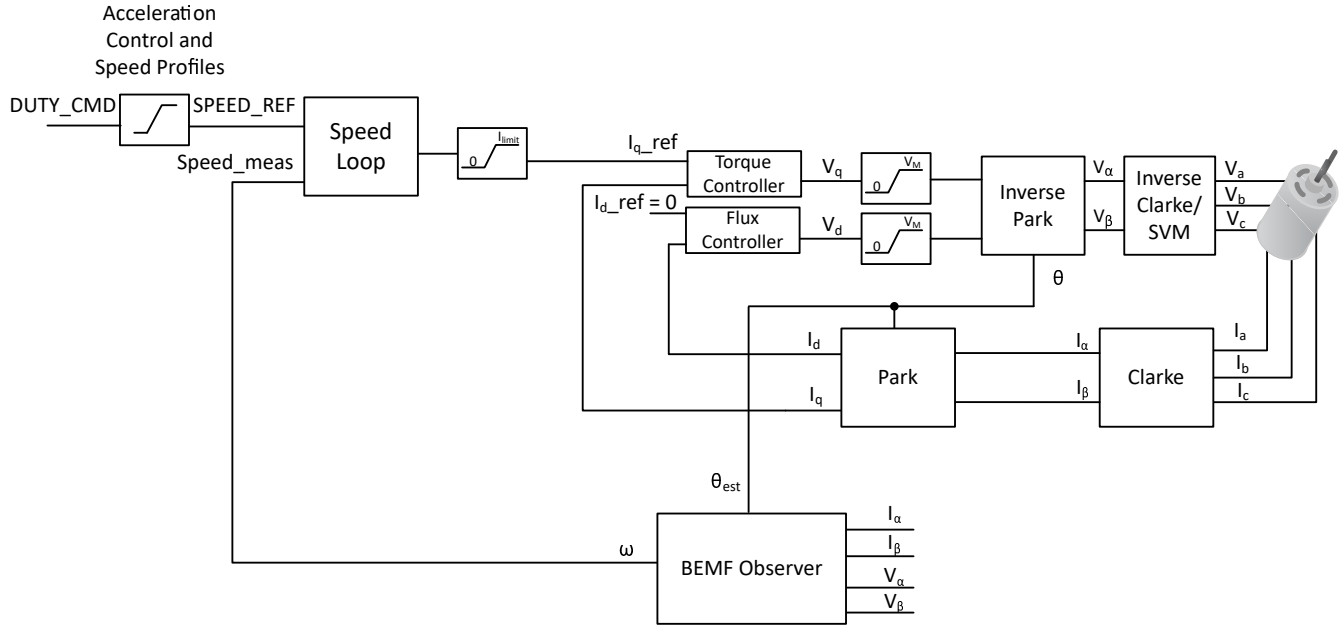 Acceleration
Control and
Speed Profiles
DUTY_CMD
SPEED_REF
Speed_meas
Speed
Loop
0
I_limit
I_q_ref
I_d_ref = 0
Torque
Controller
Flux
Controller
V_q
V_d
0
V_M
0
V_M
Inverse
Park
V_α
V_β
Inverse
Clarke/
SVM
V_a
V_b
V_c
θ
I_d
I_q
Park
I_α
I_β
Clarke
I_a
I_b
I_c
θ_est
ω
BEMF Observer
I_α
I_β
V_α
V_β